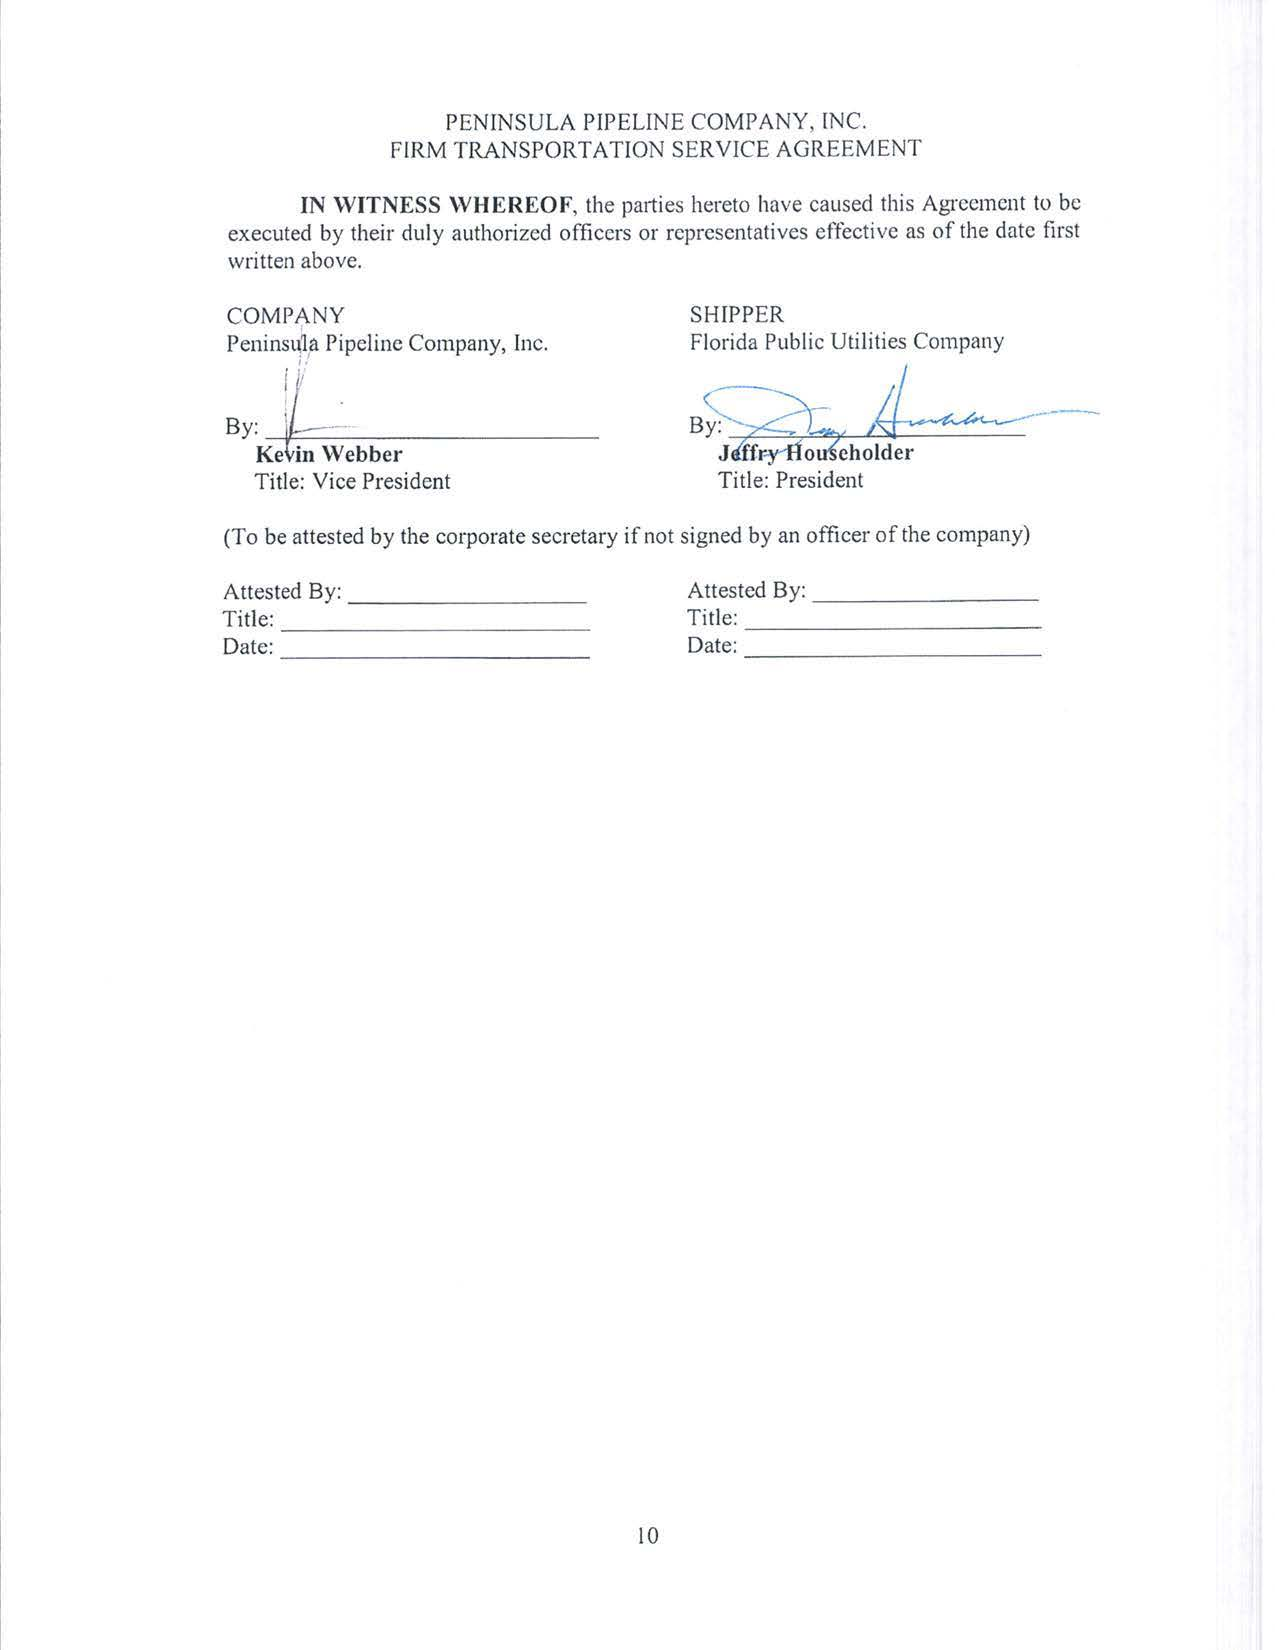 PENINSULA PIPELINE COMPANY, INC.
FIRM TRANSPORTATION SERVICE AGREEMENT
IN WITNESS WHEREOF, the parties hereto have caused this Agreement to be
executed by their duly authorized officers or representatives effective as of the date first
written above.
COMPANY
Peninsula Pipeline Company, Inc.
By:
Kevin Webber
Title: Vice President
SHIPPER
Florida Public Utilities Company
By:
Jeffry Householder
Title: President
(To be attested by the corporate secretary if not signed by an officer of the company)
Attested By:
Title:
Date:
Attested By:
Title:
Date:
10